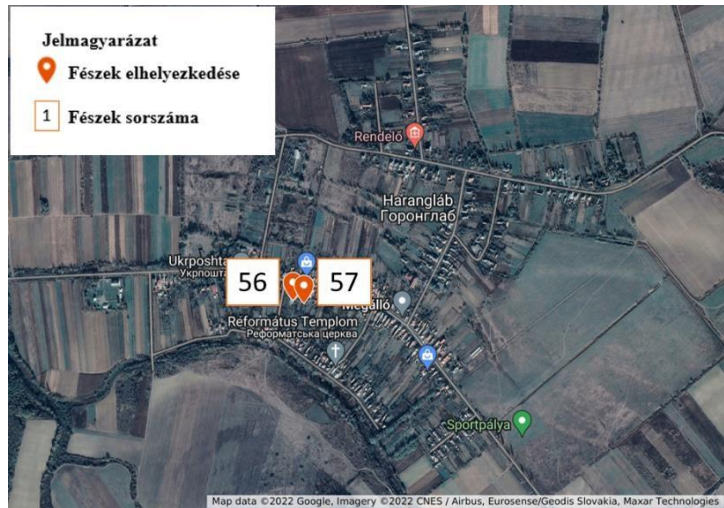 Jelmagyarázat
Fészek elhelyezkedése
1 Fészek sorszáma
Rendelő
Harangláb
Горонглаб
Ukrposhta
Укрпошта
56
57
Megálló
Református Templom
Реформатська церква
Sportpálya
Map data ©2022 Google, Imagery ©2022 CNES / Airbus, Eurosense/Geodis Slovakia, Maxar Technologies